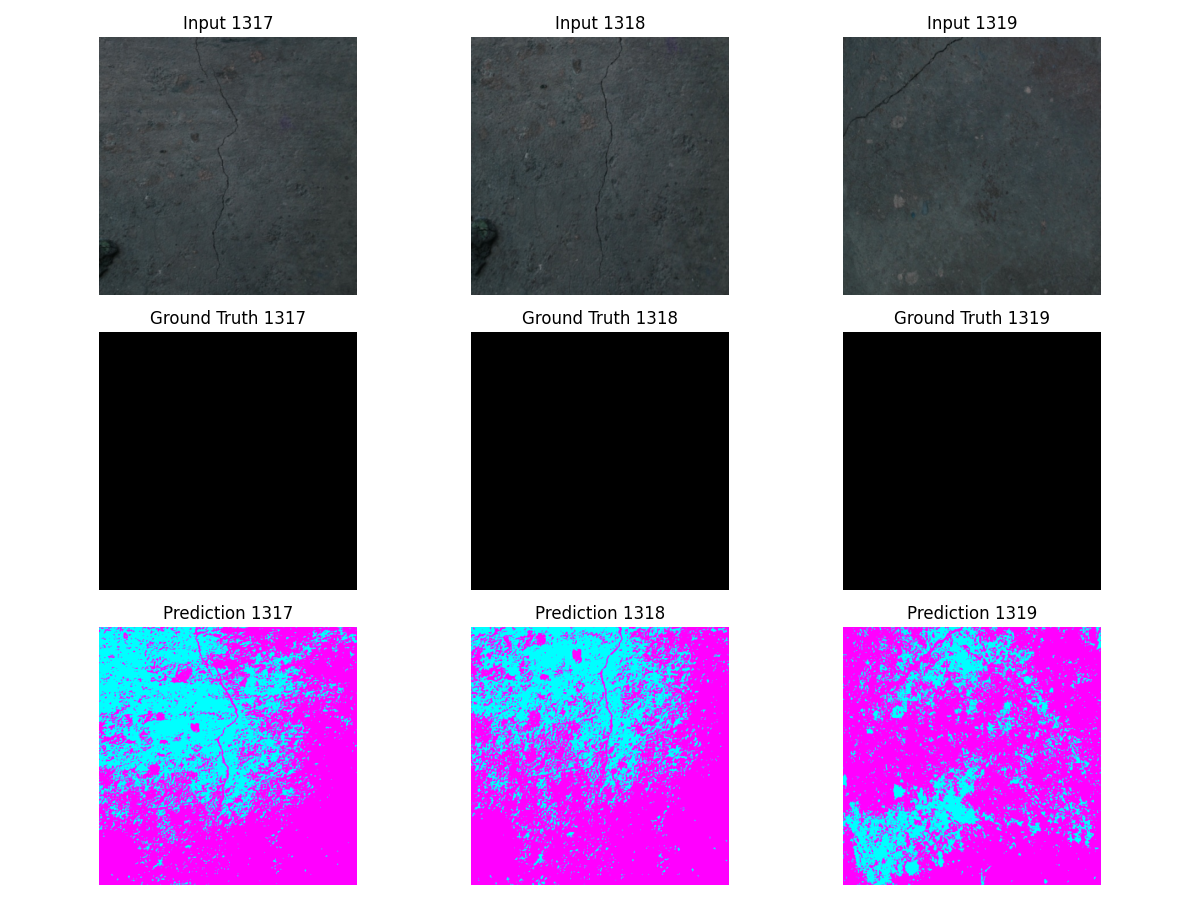 Input 1317
Input 1318
Input 1319
Ground Truth 1317
Ground Truth 1318
Ground Truth 1319
Prediction 1317
Prediction 1318
Prediction 1319